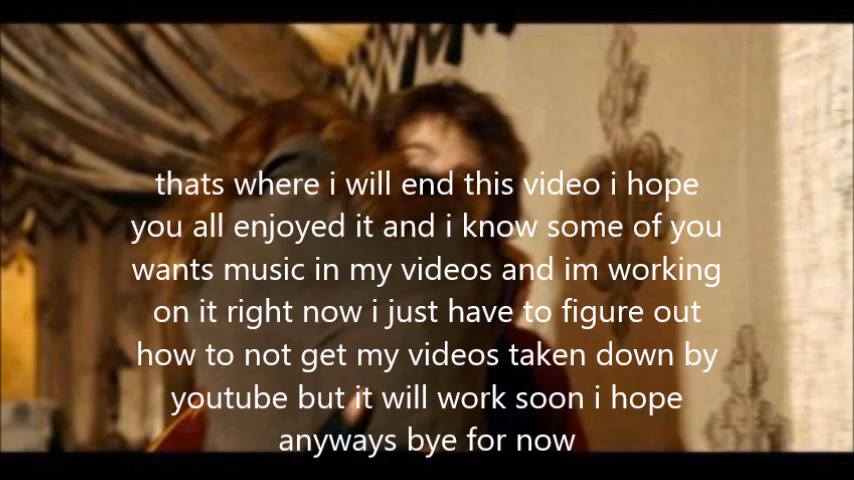 thats where i will end this video i hope
you all enjoyed it and i know some of you
wants music in my videos and im working
on it right now i just have to figure out
how to not get my videos taken down by
youtube but it will work soon i hope
anyways bye for now